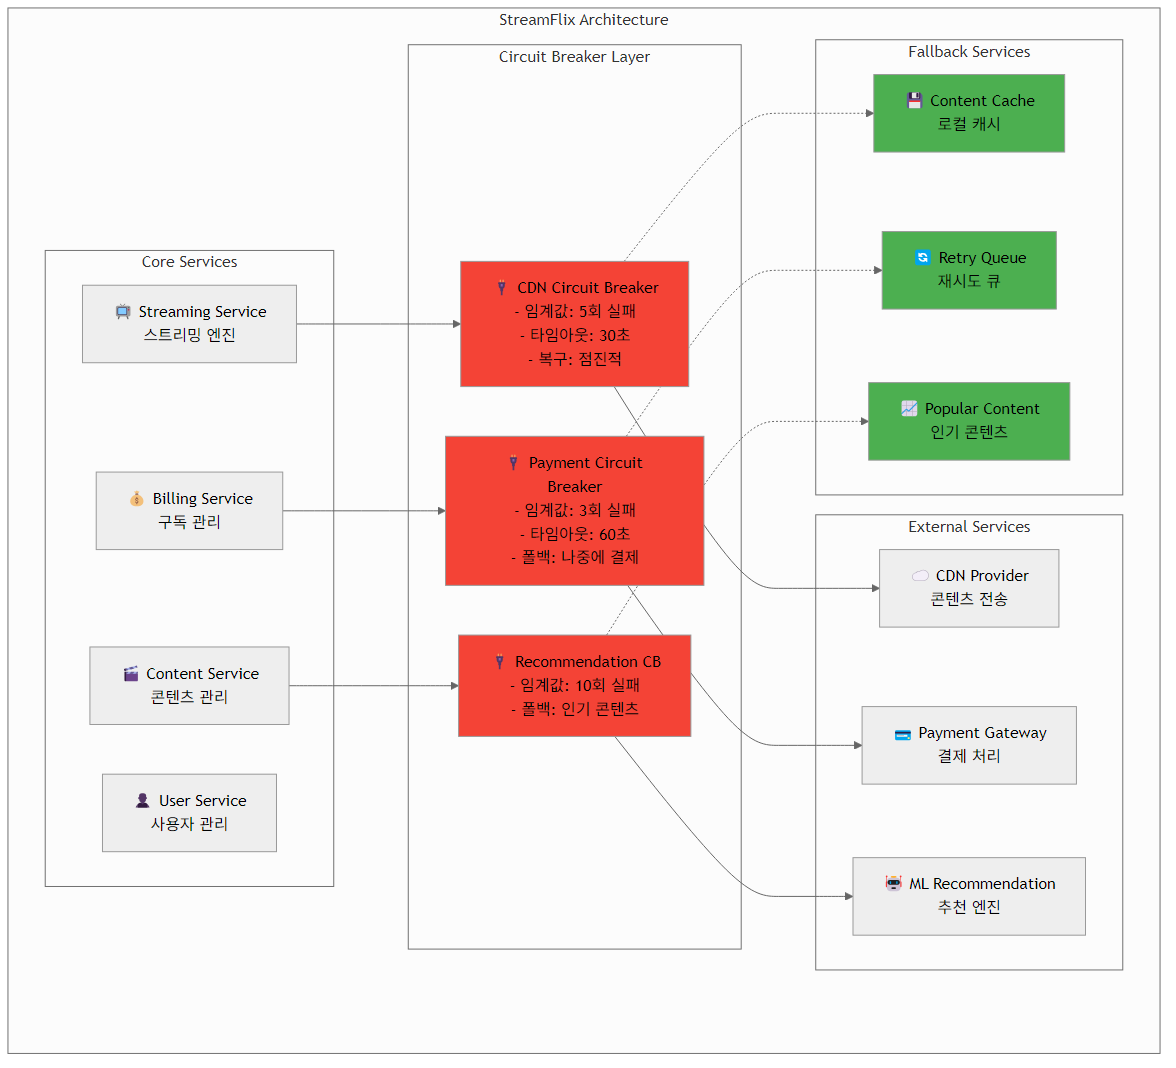 StreamFlix Architecture
Core Services
Streaming Service
스트리밍 엔진
Billing Service
구독 관리
Content Service
콘텐츠 관리
User Service
사용자 관리
Circuit Breaker Layer
CDN Circuit Breaker
- 임계값: 5회 실패
- 타임아웃: 30초
- 복구: 점진적
Payment Circuit
Breaker
- 임계값: 3회 실패
- 타임아웃: 60초
- 폴백: 나중에 결제
Recommendation CB
- 임계값: 10회 실패
- 폴백: 인기 콘텐츠
Fallback Services
Content Cache
로컬 캐시
Retry Queue
재시도 큐
Popular Content
인기 콘텐츠
External Services
CDN Provider
콘텐츠 전송
Payment Gateway
결제 처리
ML Recommendation
추천 엔진